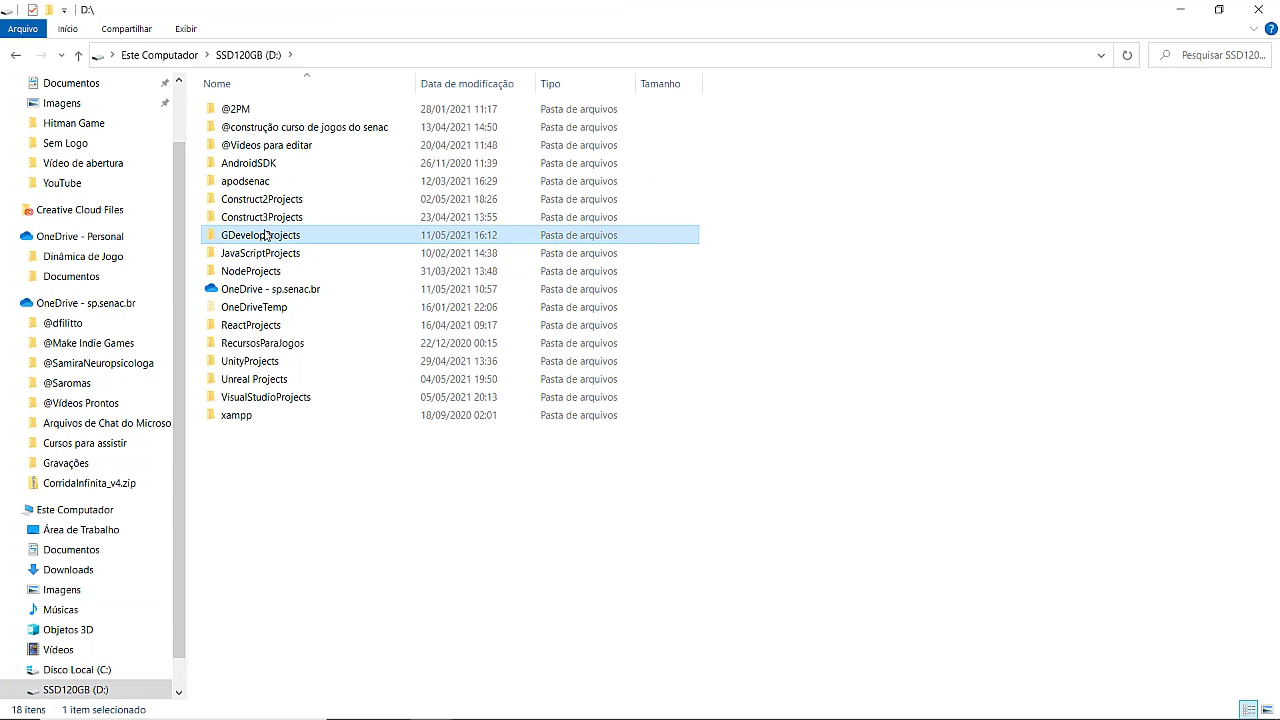 D:\
Arquivo Início Compartilhar Exibir
Este Computador SSD120GB (D:) Pesquisar SSD120...
Documentos
Imagens
Hitman Game
Sem Logo
Vídeo de abertura
YouTube
Creative Cloud Files
OneDrive - Personal
Dinâmica de Jogo
Documentos
OneDrive - sp.senac.br
@dfilitto
@Make Indie Games
@SamiraNeuropsicologa
@Saromas
@Vídeos Prontos
Arquivos de Chat do Microso
Cursos para assistir
Gravações
CorridaInfinita_v4.zip
Este Computador
Área de Trabalho
Documentos
Downloads
Imagens
Músicas
Objetos 3D
Vídeos
Disco Local (C:)
SSD120GB (D:)
Nome Data de modificação Tipo Tamanho
@2PM 28/01/2021 11:17 Pasta de arquivos
@construção curso de jogos do senac 13/04/2021 14:50 Pasta de arquivos
@Videos para editar 20/04/2021 11:48 Pasta de arquivos
AndroidSDK 26/11/2020 11:39 Pasta de arquivos
apodsenac 12/03/2021 16:29 Pasta de arquivos
Construct2Projects 02/05/2021 18:26 Pasta de arquivos
Construct3Projects 23/04/2021 13:55 Pasta de arquivos
GDevelopProjects 11/05/2021 16:12 Pasta de arquivos
JavaScriptProjects 10/02/2021 14:38 Pasta de arquivos
NodeProjects 31/03/2021 13:48 Pasta de arquivos
OneDrive - sp.senac.br 11/05/2021 10:57 Pasta de arquivos
OneDriveTemp 16/01/2021 22:06 Pasta de arquivos
ReactProjects 16/04/2021 09:17 Pasta de arquivos
RecursosParaJogos 22/12/2020 00:15 Pasta de arquivos
UnityProjects 29/04/2021 13:36 Pasta de arquivos
Unreal Projects 04/05/2021 19:50 Pasta de arquivos
VisualStudioProjects 05/05/2021 20:13 Pasta de arquivos
xampp 18/09/2020 02:01 Pasta de arquivos
18 itens 1 item selecionado